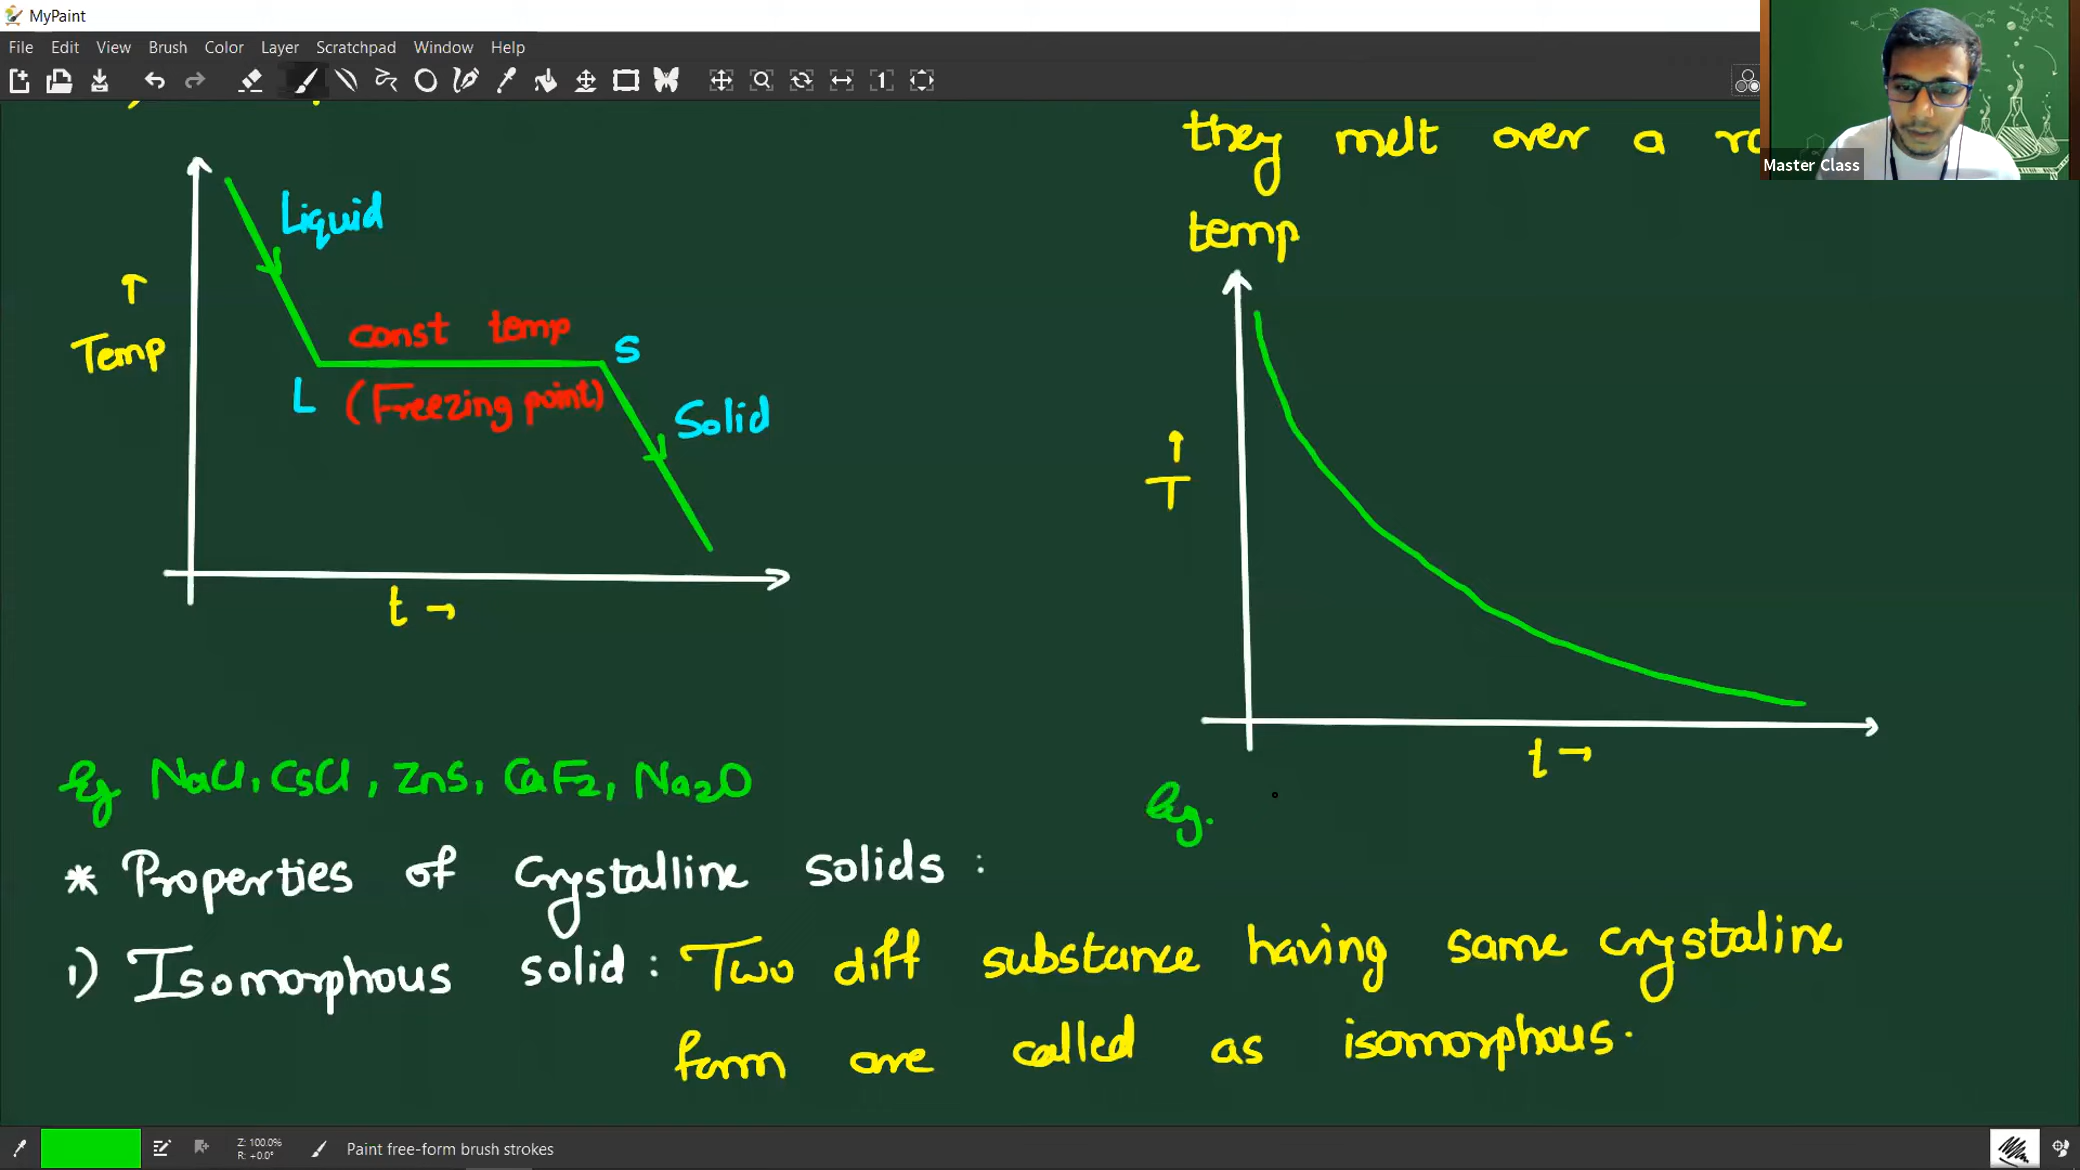 MyPaint
File Edit View Brush Color Layer Scratchpad Window Help
Master Class
they melt over a
temp
Liquid
↑
Temp
const temp
S
L
(Freezing point)
Solid
t →
↑
T
t →
Eg NaCl, CsCl, ZnS, CaF2, Na2O
Eg.
* Properties of Crystalline solids :
1) Isomorphous solid : Two diff substance having same crystaline
form are called as isomorphous.
Z: 100.0%
R: +0.0°
Paint free-form brush strokes